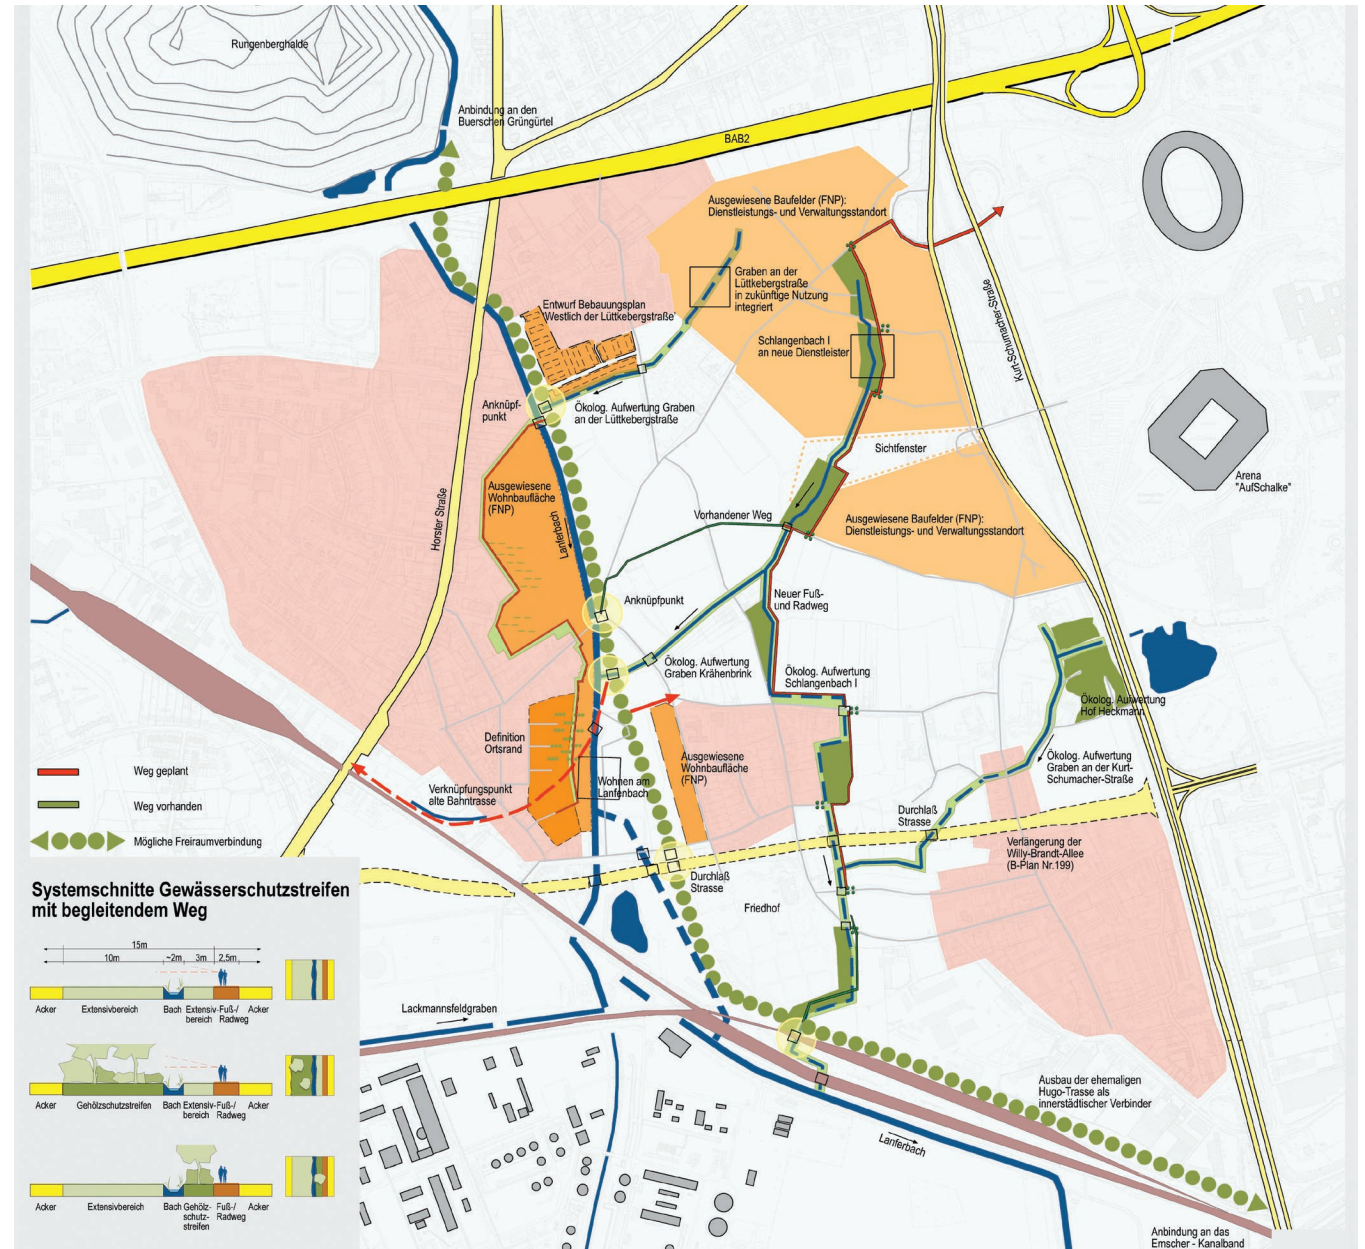 Rungenberghalde
Anbindung an den
Buerschen Grüngürtel
BAB2
Ausgewiesene Baufelder (FNP):
Dienstleistungs- und Verwaltungsstandort
Graben an der
Lüttkebergstraße
in zukünftige Nutzung
integriert
Entwurf Bebauungsplan
'Westlich der Lüttkebergstraße'
Schlangenbach I
an neue Dienstleister
Kurt-Schumacher-Straße
Anknüpf-
punkt
Ökolog. Aufwertung Graben
an der Lüttkebergstraße
Sichtfenster
Arena
"AufSchalke"
Ausgewiesene
Wohnbaufläche
(FNP)
Horster Straße
Lanferbach
Vorhandener Weg
Ausgewiesene Baufelder (FNP):
Dienstleistungs- und Verwaltungsstandort
Anknüpfpunkt
Neuer Fuß-
und Radweg
Ökolog. Aufwertung
Graben Krähenbrink
Ökolog. Aufwertung
Schlangenbach I
Ökolog. Aufwertung
Hof Heckmann
Definition
Ortsrand
Ausgewiesene
Wohnbaufläche
(FNP)
Ökolog. Aufwertung
Graben an der Kurt-
Schumacher-Straße
Wohnen am
Lanfenbach
Verknüpfungspunkt
alte Bahntrasse
Durchlaß
Strasse
Verlängerung der
Willy-Brandt-Allee
(B-Plan Nr.199)
Durchlaß
Strasse
Friedhof
Weg geplant
Weg vorhanden
Mögliche Freiraumverbindung
Systemschnitte Gewässerschutzstreifen
mit begleitendem Weg
15m
10m ~2m 3m 2,5m
Acker Extensivbereich Bach Extensiv- Fuß-/ Acker
bereich Radweg
Acker Gehölzschutzstreifen Bach Extensiv- Fuß-/ Acker
bereich Radweg
Acker Extensivbereich Bach Gehölz- Fuß-/ Acker
schutz- Radweg
streifen
Lackmannsfeldgraben
Ausbau der ehemaligen
Hugo-Trasse als
innerstädtischer Verbinder
Lanferbach
Anbindung an das
Emscher - Kanalband